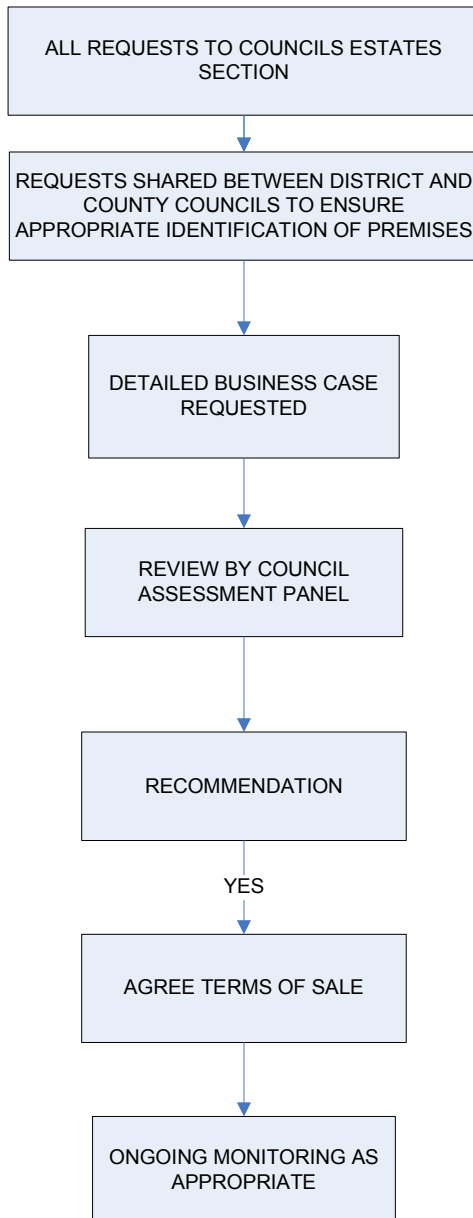 ALL REQUESTS TO COUNCILS ESTATES
SECTION
REQUESTS SHARED BETWEEN DISTRICT AND
COUNTY COUNCILS TO ENSURE
APPROPRIATE IDENTIFICATION OF PREMISES
DETAILED BUSINESS CASE
REQUESTED
REVIEW BY COUNCIL
ASSESSMENT PANEL
RECOMMENDATION
YES
AGREE TERMS OF SALE
ONGOING MONITORING AS
APPROPRIATE